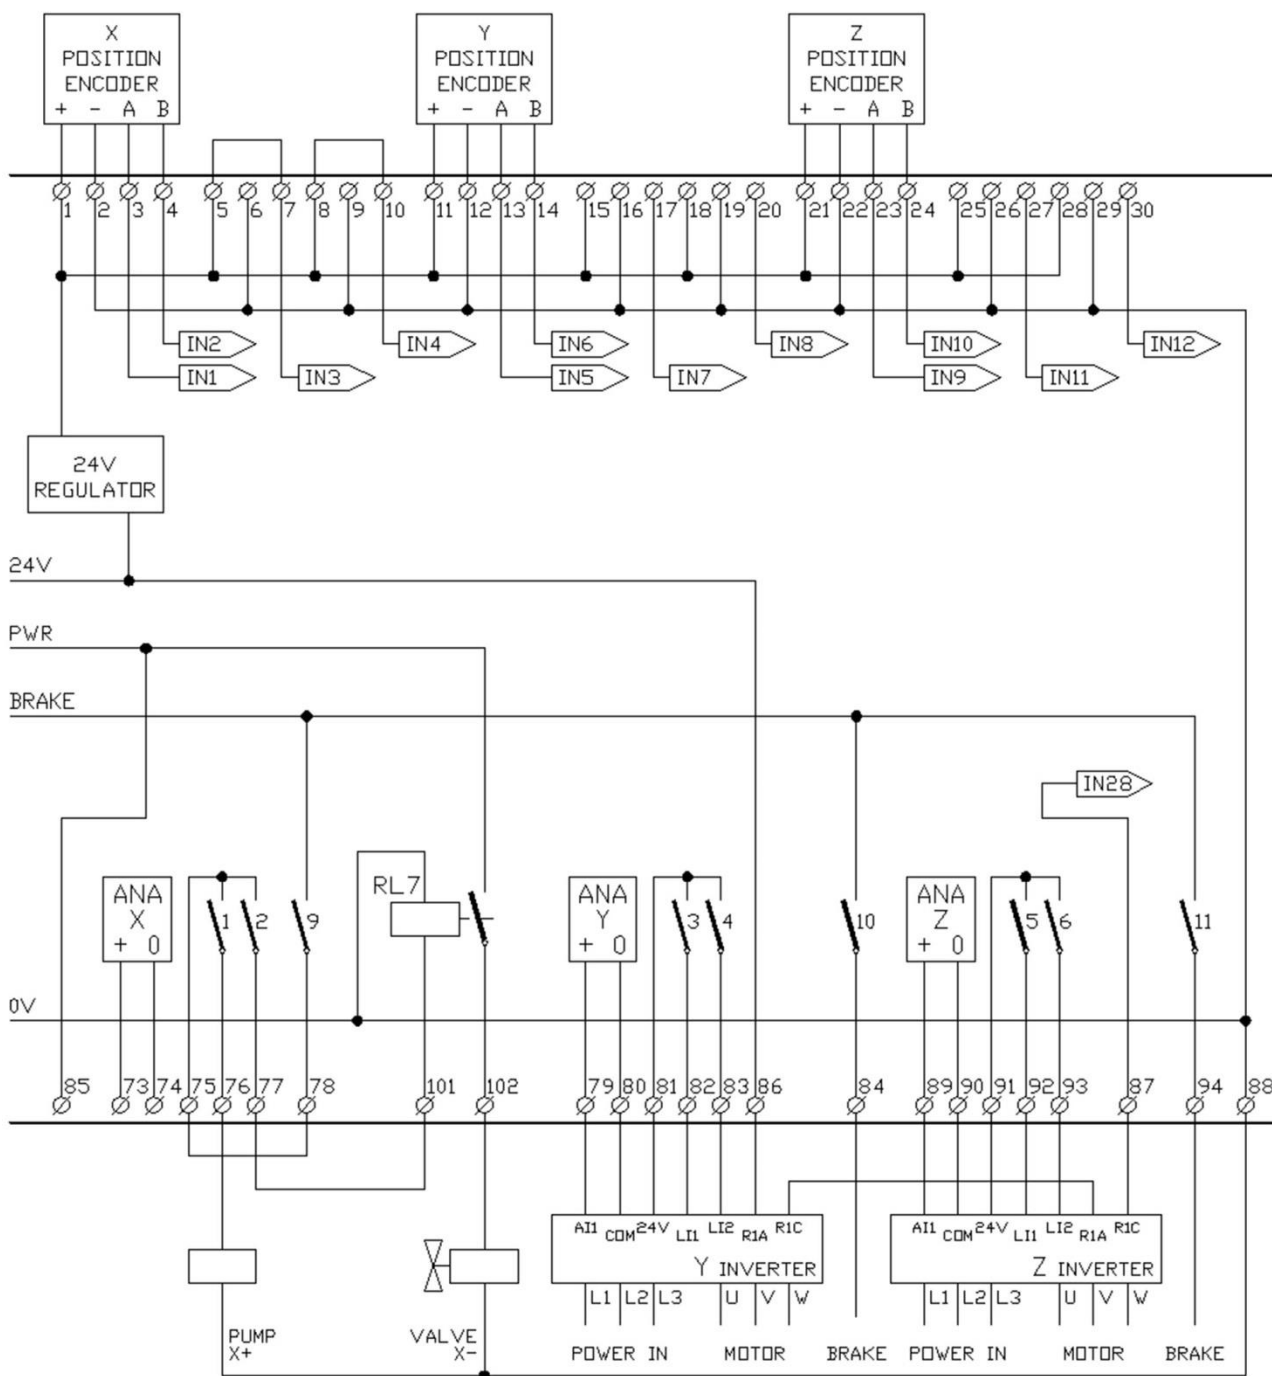 X Y Z
POSITION POSITION POSITION
ENCODER ENCODER ENCODER
+ - A B + - A B + - A B
1 2 3 4 5 6 7 8 9 10 11 12 13 14 15 16 17 18 19 20 21 22 23 24 25 26 27 28 29 30
IN2 IN4 IN6 IN8 IN10 IN12
IN1 IN3 IN5 IN7 IN9 IN11
24V
REGULATOR
24V
PWR
BRAKE
IN28
ANA RL7 ANA ANA
X 1 2 9 Y 3 4 10 Z 5 6 11
+ 0 + 0 + 0
0V
85 73 74 75 76 77 78 101 102 79 80 81 82 83 86 84 89 90 91 92 93 87 94 88
AI1 COM 24V LI1 LI2 R1A R1C AI1 COM 24V LI1 LI2 R1A R1C
Y INVERTER Z INVERTER
L1 L2 L3 U V W L1 L2 L3 U V W
PUMP VALVE
X+ X- POWER IN MOTOR BRAKE POWER IN MOTOR BRAKE